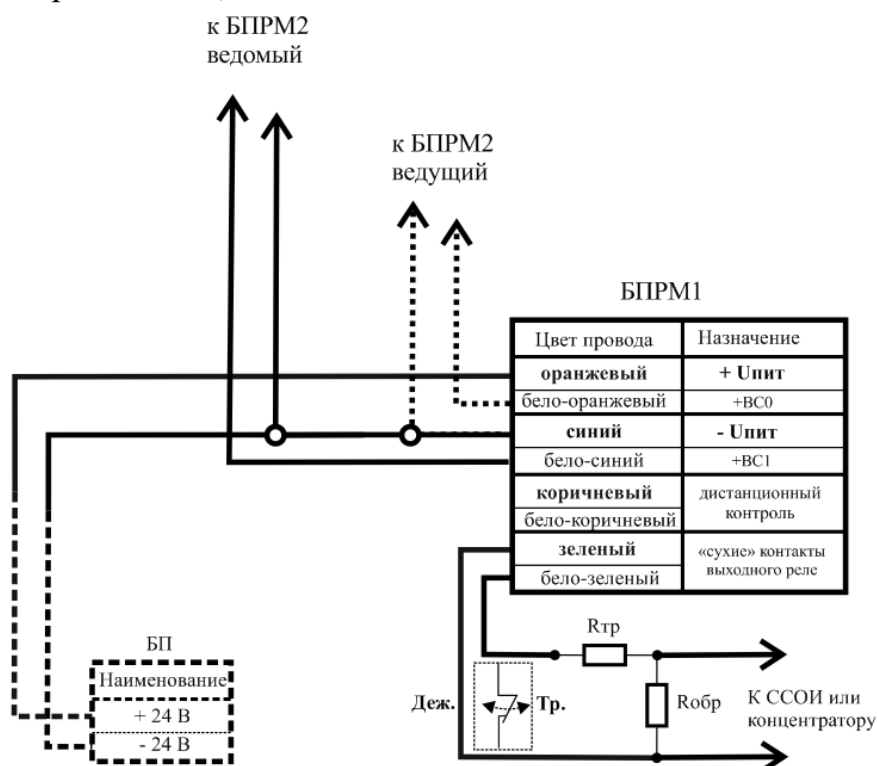 к БПРМ2
ведомый
к БПРМ2
ведущий
БПРМ1
Цвет провода Назначение
оранжевый + Uпит
бело-оранжевый +ВС0
синий - Uпит
бело-синий +ВС1
коричневый дистанционный
бело-коричневый контроль
зеленый «сухие» контакты
бело-зеленый выходного реле
БП
Наименование
+ 24 В
- 24 В
Rтр
Деж. Тр. Rобр
К ССОИ или
концентратору